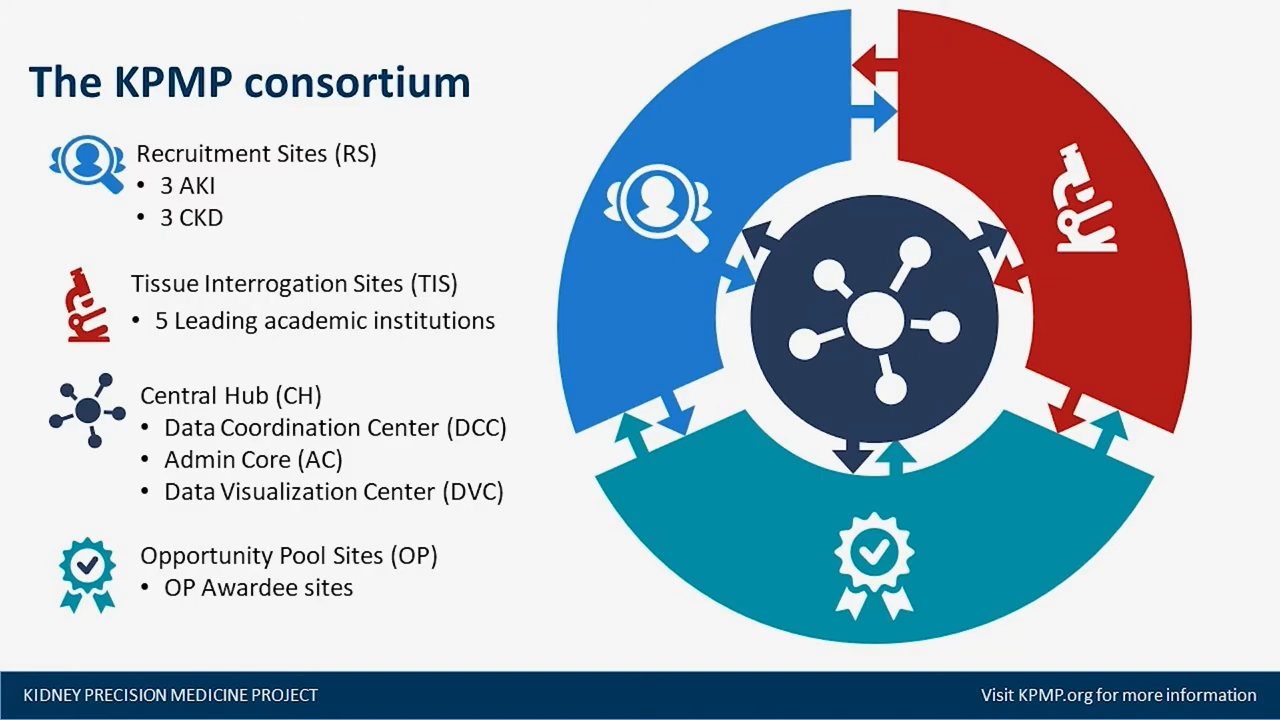 The KPMP consortium
Recruitment Sites (RS)
• 3 AKI
• 3 CKD
Tissue Interrogation Sites (TIS)
• 5 Leading academic institutions
Central Hub (CH)
• Data Coordination Center (DCC)
• Admin Core (AC)
• Data Visualization Center (DVC)
Opportunity Pool Sites (OP)
• OP Awardee sites
KIDNEY PRECISION MEDICINE PROJECT
Visit KPMP.org for more information